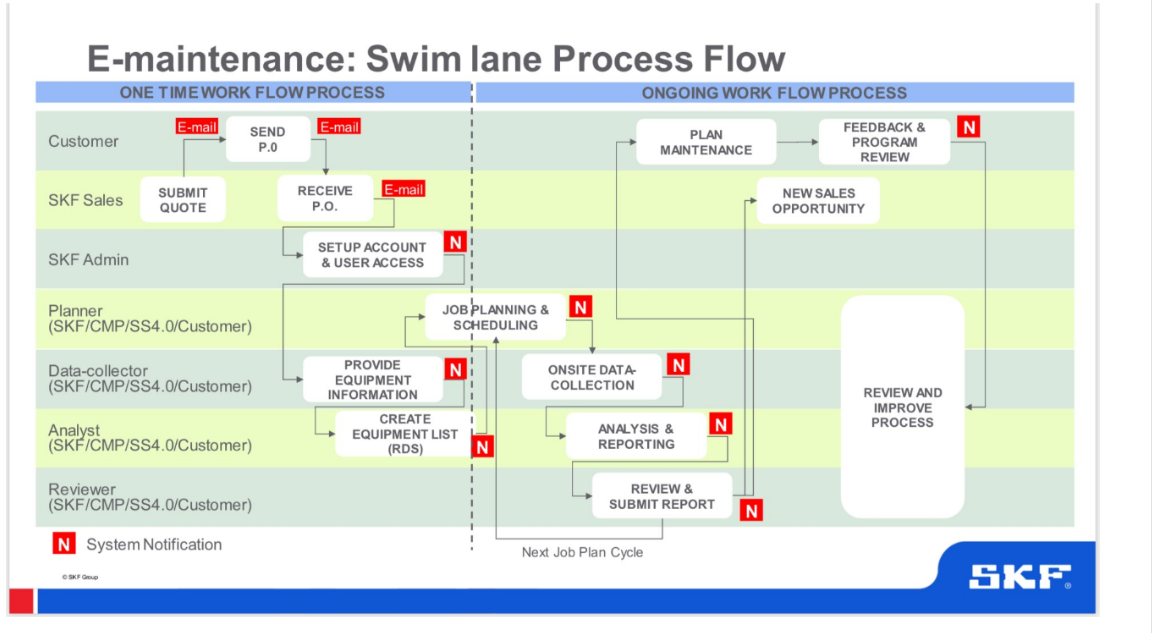 E-maintenance: Swim lane Process Flow
ONE TIME WORK FLOW PROCESS
ONGOING WORK FLOW PROCESS
Customer
E-mail
SEND
P.0
E-mail
PLAN
MAINTENANCE
FEEDBACK &
PROGRAM
REVIEW
N
SKF Sales
SUBMIT
QUOTE
RECEIVE
P.O.
E-mail
NEW SALES
OPPORTUNITY
SKF Admin
SETUP ACCOUNT
& USER ACCESS
N
Planner
(SKF/CMP/SS4.0/Customer)
JOB PLANNING &
SCHEDULING
N
Data-collector
(SKF/CMP/SS4.0/Customer)
PROVIDE
EQUIPMENT
INFORMATION
N
ONSITE DATA-
COLLECTION
N
REVIEW AND
IMPROVE
PROCESS
Analyst
(SKF/CMP/SS4.0/Customer)
CREATE
EQUIPMENT LIST
(RDS)
N
ANALYSIS &
REPORTING
N
Reviewer
(SKF/CMP/SS4.0/Customer)
REVIEW &
SUBMIT REPORT
N
N System Notification
Next Job Plan Cycle
© SKF Group
SKF®